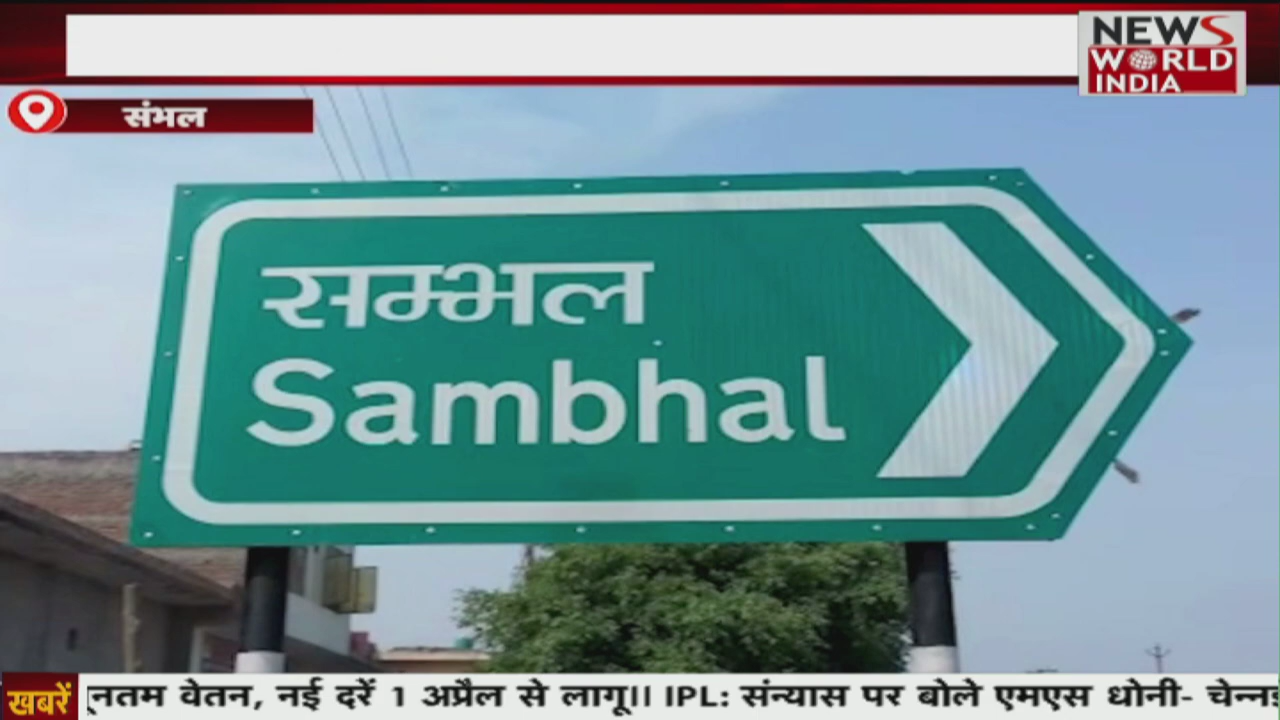 NEWS
WORLD
INDIA
संभल
सम्भल
Sambhal
खबरें
नतम वेतन, नई दरें 1 अप्रैल से लागू।। IPL: संन्यास पर बोले एमएस धोनी-